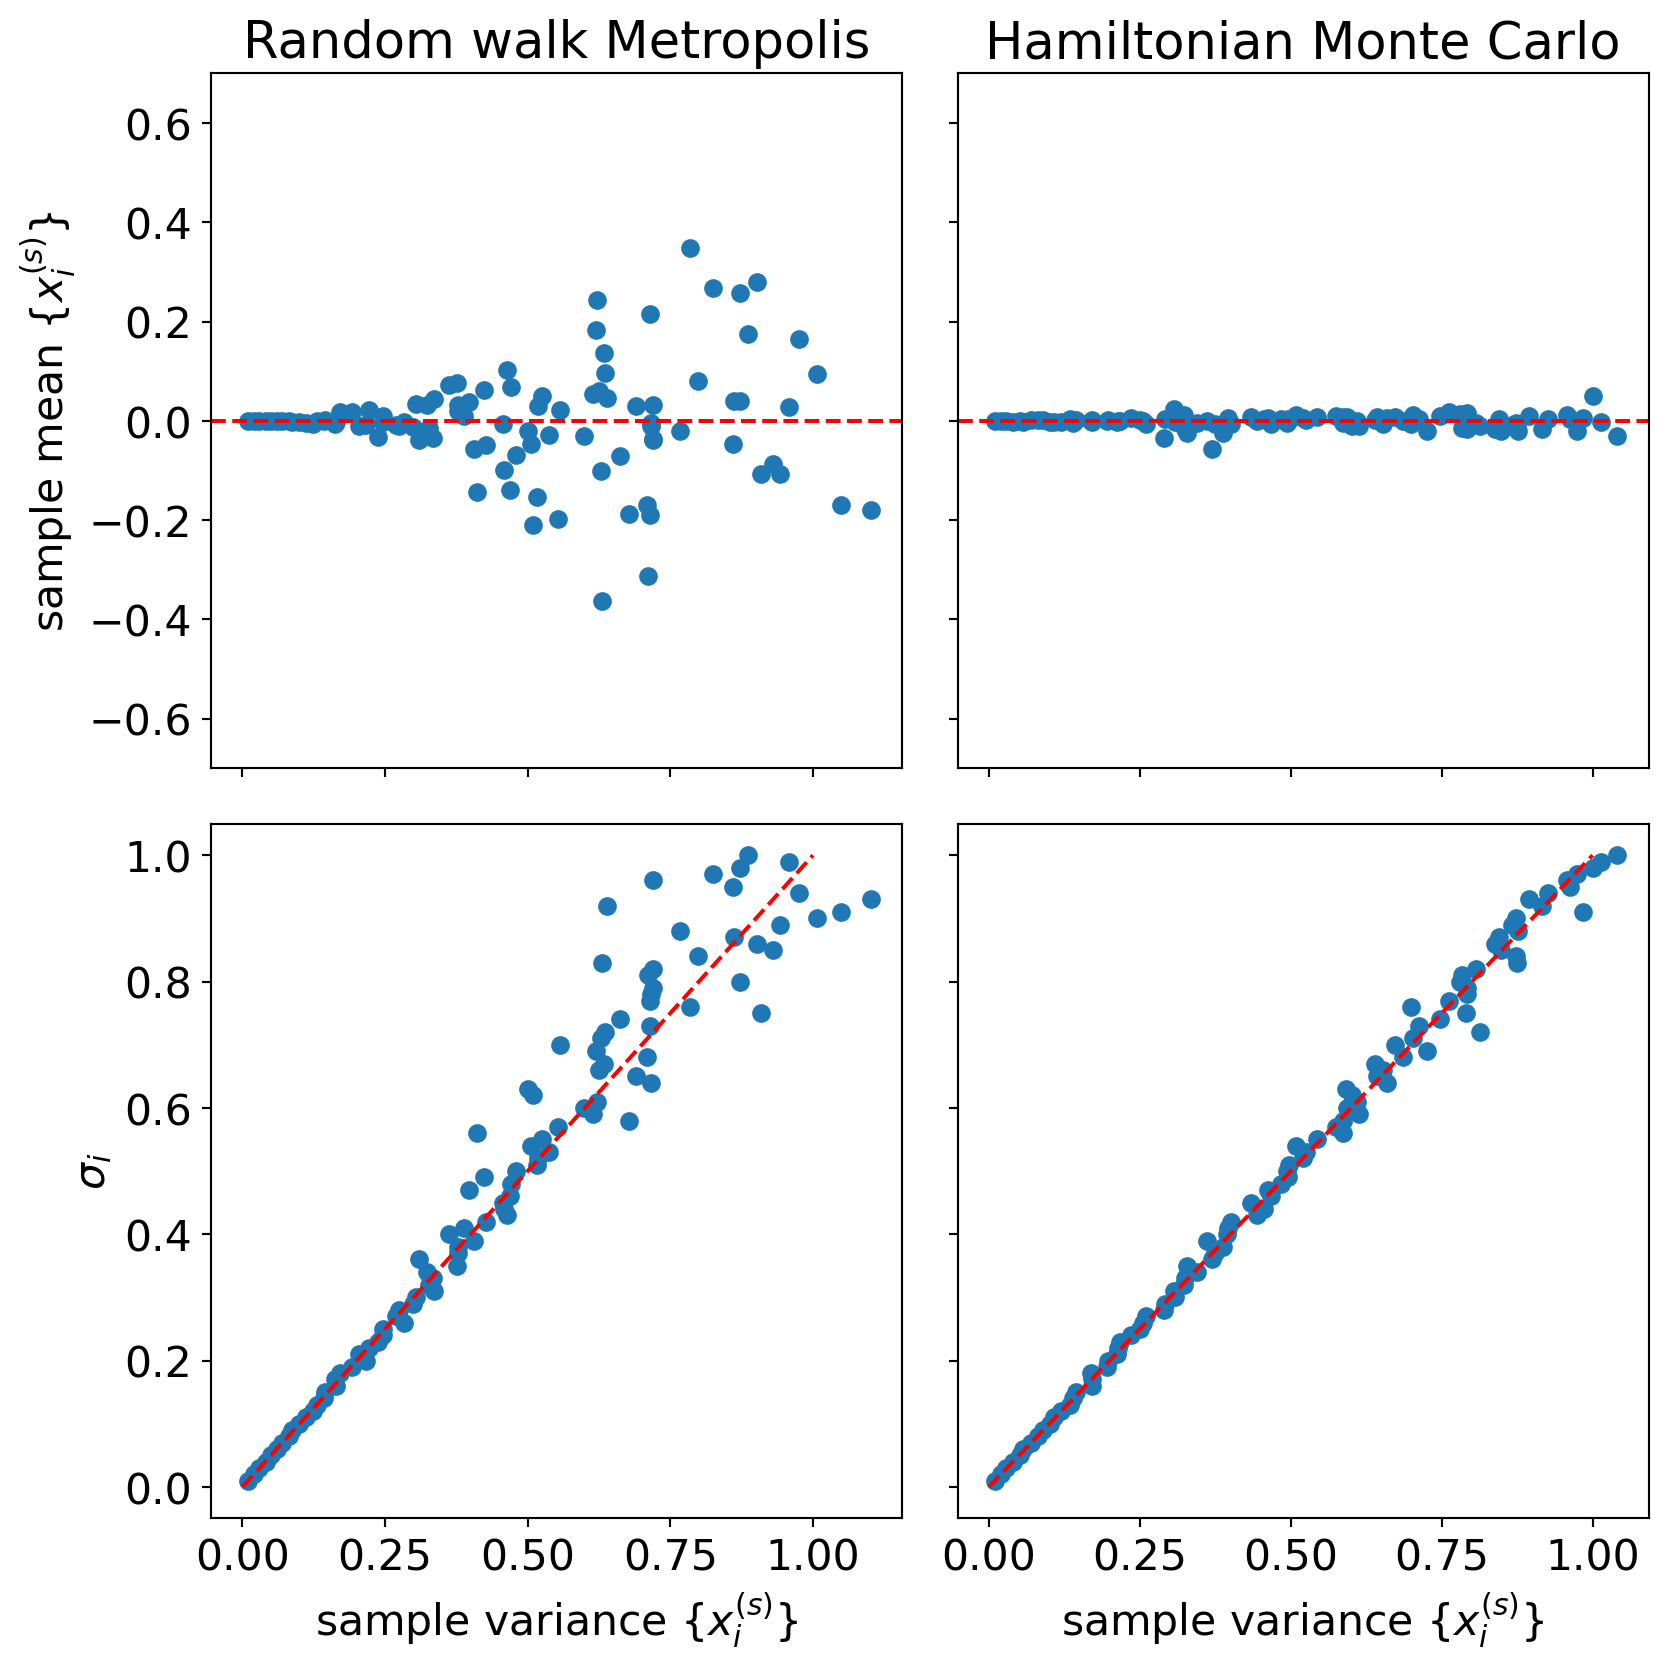 Random walk Metropolis
Hamiltonian Monte Carlo
sample mean {x_i^{(s)}}
0.6
0.4
0.2
0.0
−0.2
−0.4
−0.6
σ_i
1.0
0.8
0.6
0.4
0.2
0.0
0.00 0.25 0.50 0.75 1.00
0.00 0.25 0.50 0.75 1.00
sample variance {x_i^{(s)}}
sample variance {x_i^{(s)}}